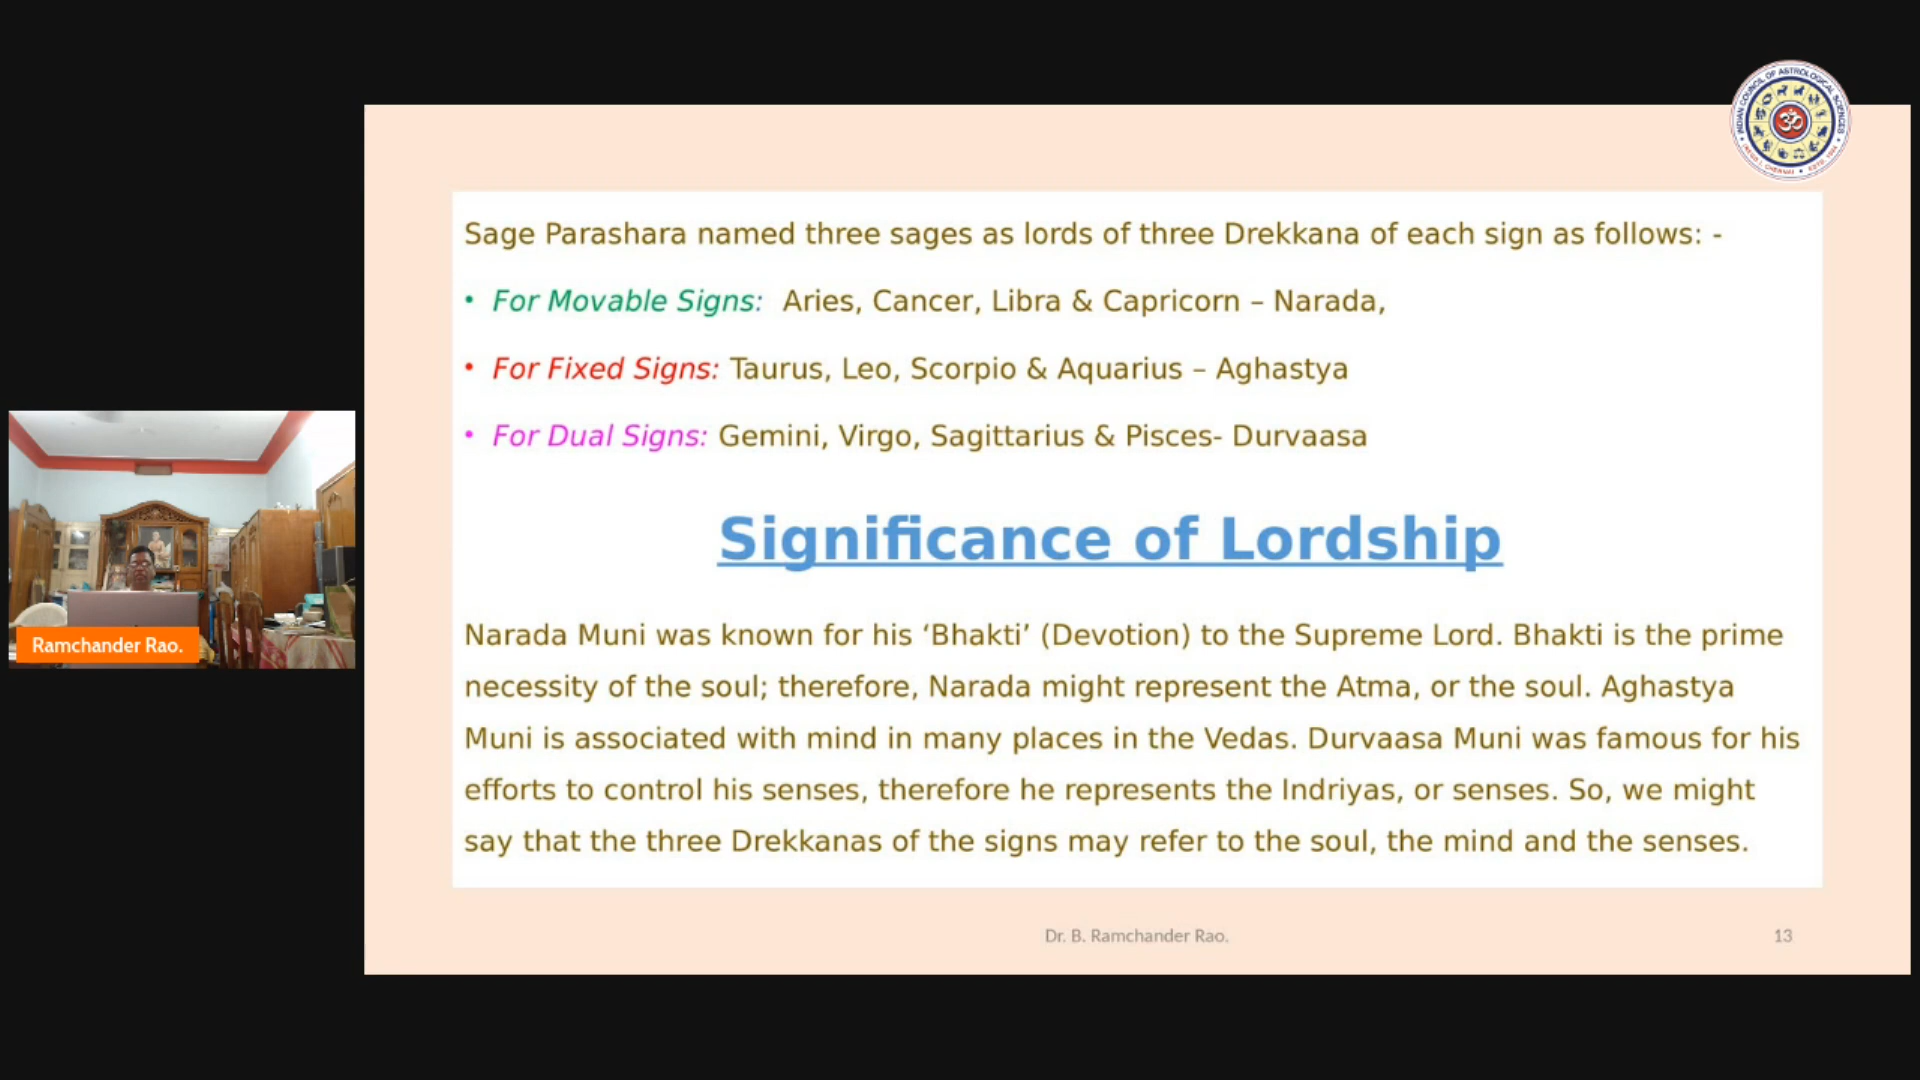 INDIAN COUNCIL OF ASTROLOGICAL SCIENCES
Sage Parashara named three sages as lords of three Drekkana of each sign as follows: -
• For Movable Signs: Aries, Cancer, Libra & Capricorn – Narada,
• For Fixed Signs: Taurus, Leo, Scorpio & Aquarius – Aghastya
• For Dual Signs: Gemini, Virgo, Sagittarius & Pisces- Durvaasa
Significance of Lordship
Narada Muni was known for his ‘Bhakti’ (Devotion) to the Supreme Lord. Bhakti is the prime
necessity of the soul; therefore, Narada might represent the Atma, or the soul. Aghastya
Muni is associated with mind in many places in the Vedas. Durvaasa Muni was famous for his
efforts to control his senses, therefore he represents the Indriyas, or senses. So, we might
say that the three Drekkanas of the signs may refer to the soul, the mind and the senses.
Ramchander Rao.
Dr. B. Ramchander Rao.
13